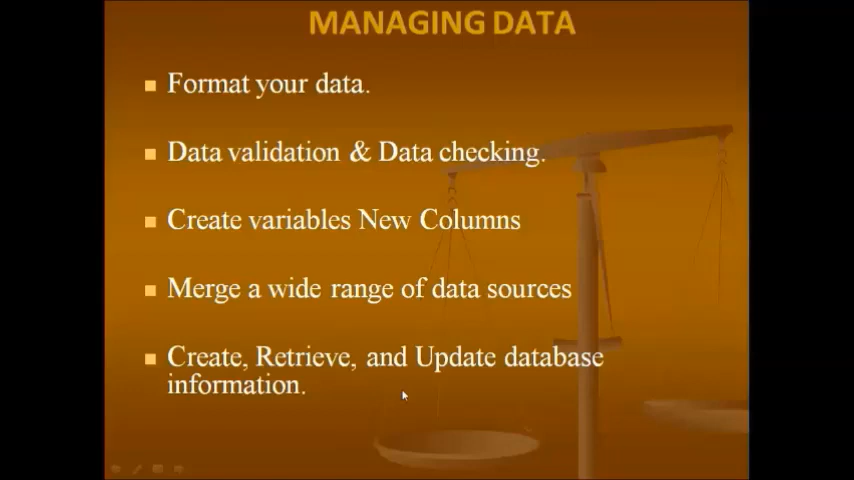 MANAGING DATA
Format your data.
Data validation & Data checking.
Create variables New Columns
Merge a wide range of data sources
Create, Retrieve, and Update database
information.